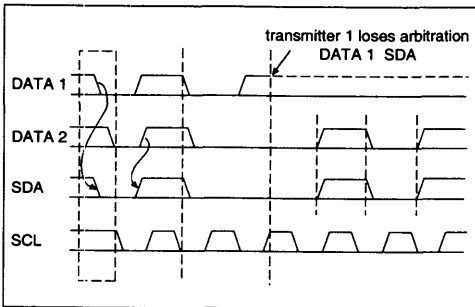 transmitter 1 loses arbitration
DATA 1 SDA
DATA 1
DATA 2
SDA
SCL